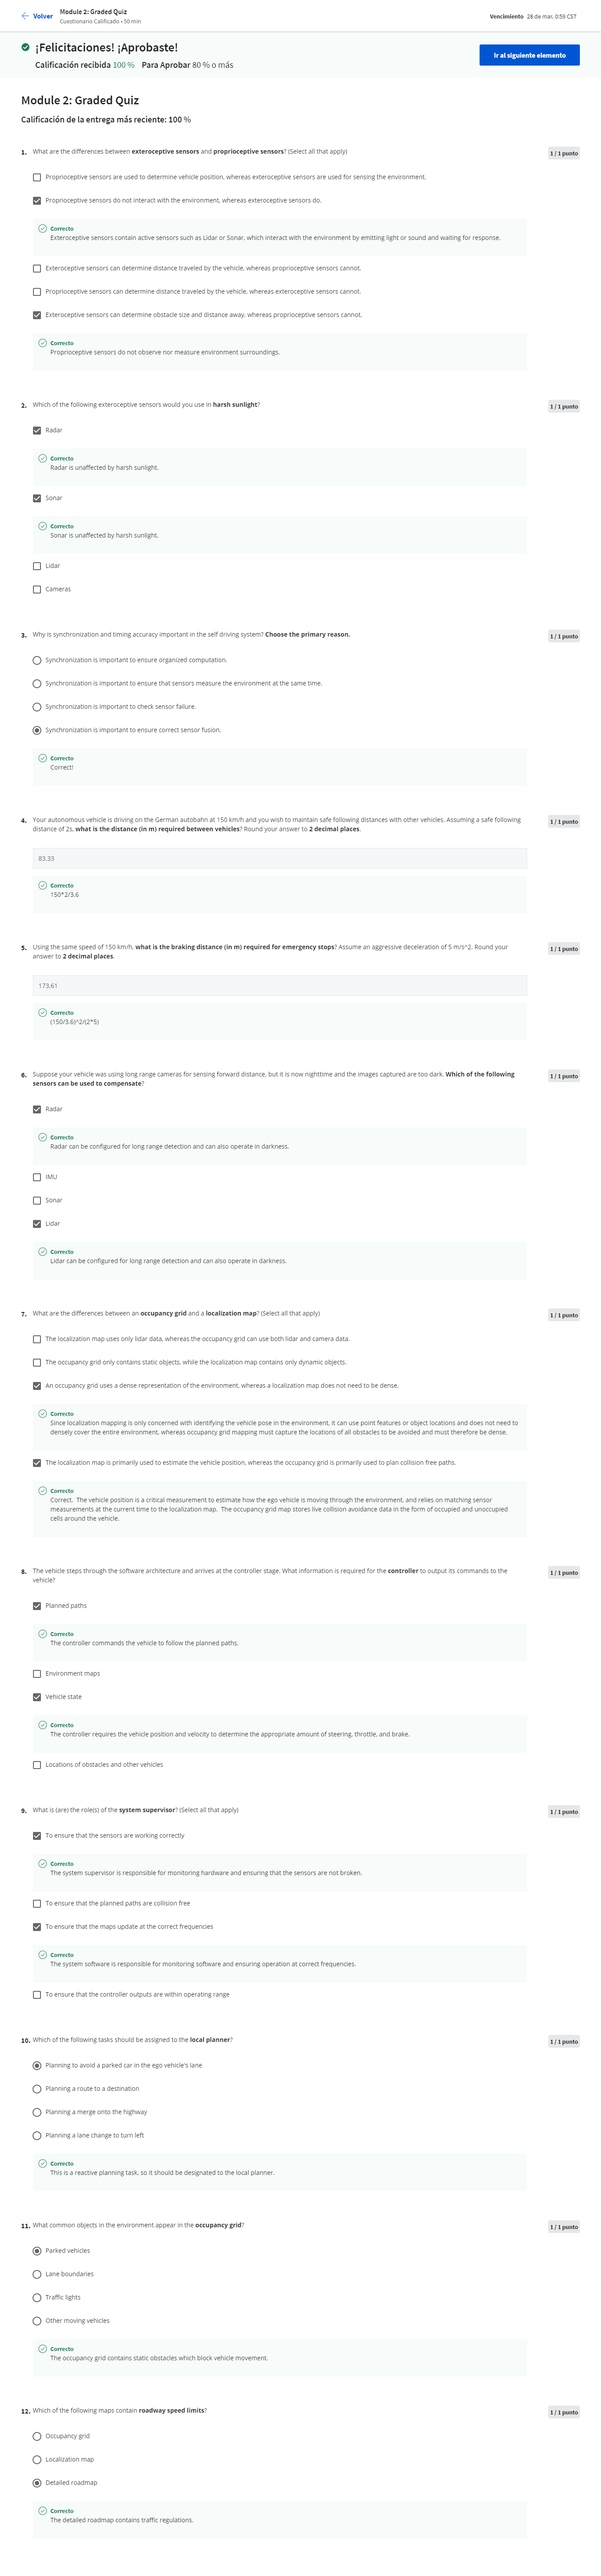 Volver
Module 2: Graded Quiz
Cuestionario Calificado • 50 min
Vencimiento 28 de mar. 0:59 CST
¡Felicitaciones! ¡Aprobaste!
Calificación recibida 100 % Para Aprobar 80 % o más
Ir al siguiente elemento
Module 2: Graded Quiz
Calificación de la entrega más reciente: 100 %
1. What are the differences between exteroceptive sensors and proprioceptive sensors? (Select all that apply)
1 / 1 punto
Proprioceptive sensors are used to determine vehicle position, whereas exteroceptive sensors are used for sensing the environment.
Proprioceptive sensors do not interact with the environment, whereas exteroceptive sensors do.
Correcto
Exteroceptive sensors contain active sensors such as Lidar or Sonar, which interact with the environment by emitting light or sound and waiting for response.
Exteroceptive sensors can determine distance traveled by the vehicle, whereas proprioceptive sensors cannot.
Proprioceptive sensors can determine distance traveled by the vehicle, whereas exteroceptive sensors cannot.
Exteroceptive sensors can determine obstacle size and distance away, whereas proprioceptive sensors cannot.
Correcto
Proprioceptive sensors do not observe nor measure environment surroundings.
2. Which of the following exteroceptive sensors would you use in harsh sunlight?
1 / 1 punto
Radar
Correcto
Radar is unaffected by harsh sunlight.
Sonar
Correcto
Sonar is unaffected by harsh sunlight.
Lidar
Cameras
3. Why is synchronization and timing accuracy important in the self driving system? Choose the primary reason.
1 / 1 punto
Synchronization is important to ensure organized computation.
Synchronization is important to ensure that sensors measure the environment at the same time.
Synchronization is important to check sensor failure.
Synchronization is important to ensure correct sensor fusion.
Correcto
Correct!
4. Your autonomous vehicle is driving on the German autobahn at 150 km/h and you wish to maintain safe following distances with other vehicles. Assuming a safe following
distance of 2s, what is the distance (in m) required between vehicles? Round your answer to 2 decimal places.
1 / 1 punto
83.33
Correcto
150*2/3.6
5. Using the same speed of 150 km/h, what is the braking distance (in m) required for emergency stops? Assume an aggressive deceleration of 5 m/s^2. Round your
answer to 2 decimal places.
1 / 1 punto
173.61
Correcto
(150/3.6)^2/(2*5)
6. Suppose your vehicle was using long range cameras for sensing forward distance, but it is now nighttime and the images captured are too dark. Which of the following
sensors can be used to compensate?
1 / 1 punto
Radar
Correcto
Radar can be configured for long range detection and can also operate in darkness.
IMU
Sonar
Lidar
Correcto
Lidar can be configured for long range detection and can also operate in darkness.
7. What are the differences between an occupancy grid and a localization map? (Select all that apply)
1 / 1 punto
The localization map uses only lidar data, whereas the occupancy grid can use both lidar and camera data.
The occupancy grid only contains static objects, while the localization map contains only dynamic objects.
An occupancy grid uses a dense representation of the environment, whereas a localization map does not need to be dense.
Correcto
Since localization mapping is only concerned with identifying the vehicle pose in the environment, it can use point features or object locations and does not need to
densely cover the entire environment, whereas occupancy grid mapping must capture the locations of all obstacles to be avoided and must therefore be dense.
The localization map is primarily used to estimate the vehicle position, whereas the occupancy grid is primarily used to plan collision free paths.
Correcto
Correct. The vehicle position is a critical measurement to estimate how the ego vehicle is moving through the environment, and relies on matching sensor
measurements at the current time to the localization map. The occupancy grid map stores live collision avoidance data in the form of occupied and unoccupied
cells around the vehicle.
8. The vehicle steps through the software architecture and arrives at the controller stage. What information is required for the controller to output its commands to the
vehicle?
1 / 1 punto
Planned paths
Correcto
The controller commands the vehicle to follow the planned paths.
Environment maps
Vehicle state
Correcto
The controller requires the vehicle position and velocity to determine the appropriate amount of steering, throttle, and brake.
Locations of obstacles and other vehicles
9. What is (are) the role(s) of the system supervisor? (Select all that apply)
1 / 1 punto
To ensure that the sensors are working correctly
Correcto
The system supervisor is responsible for monitoring hardware and ensuring that the sensors are not broken.
To ensure that the planned paths are collision free
To ensure that the maps update at the correct frequencies
Correcto
The system software is responsible for monitoring software and ensuring operation at correct frequencies.
To ensure that the controller outputs are within operating range
10. Which of the following tasks should be assigned to the local planner?
1 / 1 punto
Planning to avoid a parked car in the ego vehicle's lane
Planning a route to a destination
Planning a merge onto the highway
Planning a lane change to turn left
Correcto
This is a reactive planning task, so it should be designated to the local planner.
11. What common objects in the environment appear in the occupancy grid?
1 / 1 punto
Parked vehicles
Lane boundaries
Traffic lights
Other moving vehicles
Correcto
The occupancy grid contains static obstacles which block vehicle movement.
12. Which of the following maps contain roadway speed limits?
1 / 1 punto
Occupancy grid
Localization map
Detailed roadmap
Correcto
The detailed roadmap contains traffic regulations.